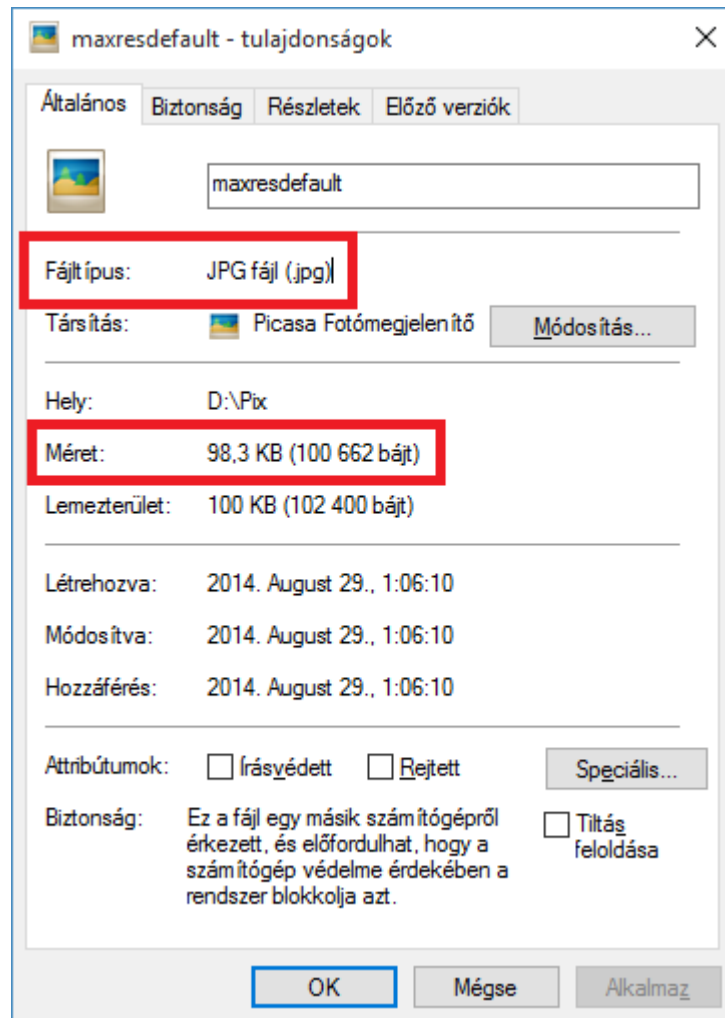 maxresdefault - tulajdonságok
Általános Biztonság Részletek Előző verziók
maxresdefault
Fájltípus: JPG fájl (.jpg)
Társítás: Picasa Fotómegjelenítő Módosítás...
Hely: D:\Pix
Méret: 98,3 KB (100 662 bájt)
Lemezterület: 100 KB (102 400 bájt)
Létrehozva: 2014. August 29., 1:06:10
Módosítva: 2014. August 29., 1:06:10
Hozzáférés: 2014. August 29., 1:06:10
Attribútumok: Írásvédett Rejtett Speciális...
Biztonság: Ez a fájl egy másik számítógépről
érkezett, és előfordulhat, hogy a
számítógép védelme érdekében a
rendszer blokkolja azt.
Tiltás
feloldása
OK Mégse Alkalmaz